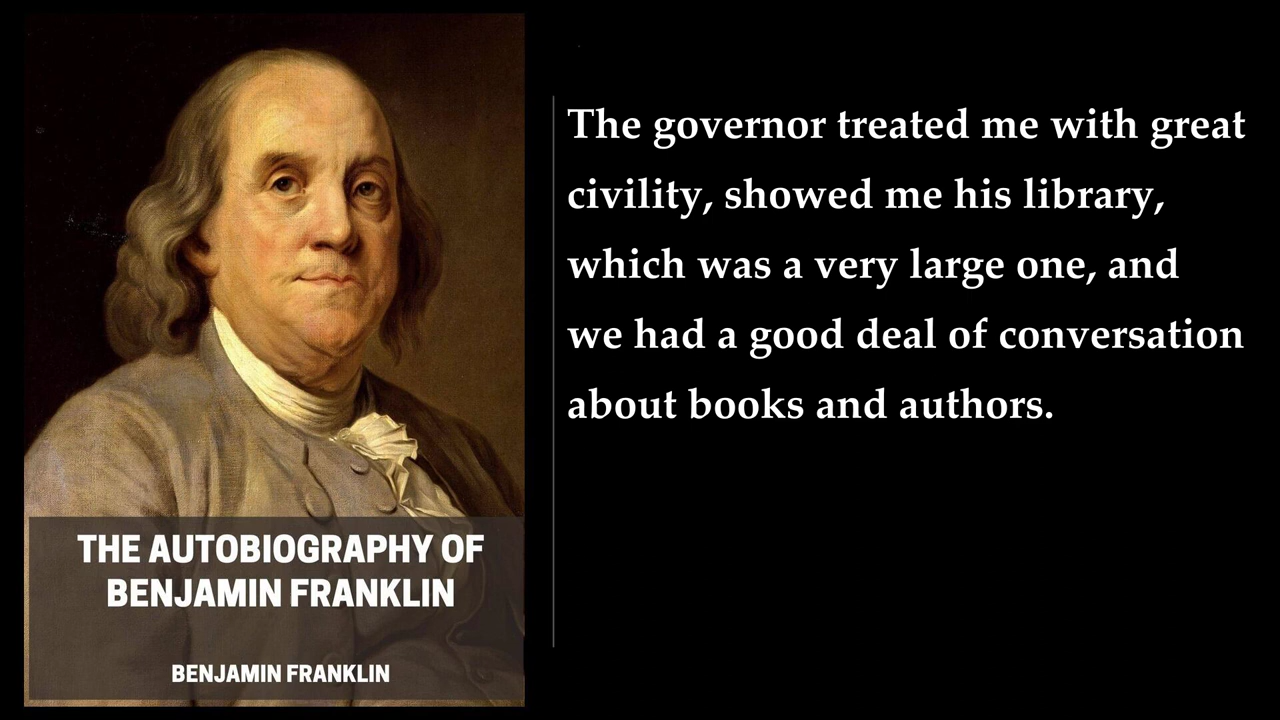 THE AUTOBIOGRAPHY OF
BENJAMIN FRANKLIN
BENJAMIN FRANKLIN
The governor treated me with great
civility, showed me his library,
which was a very large one, and
we had a good deal of conversation
about books and authors.